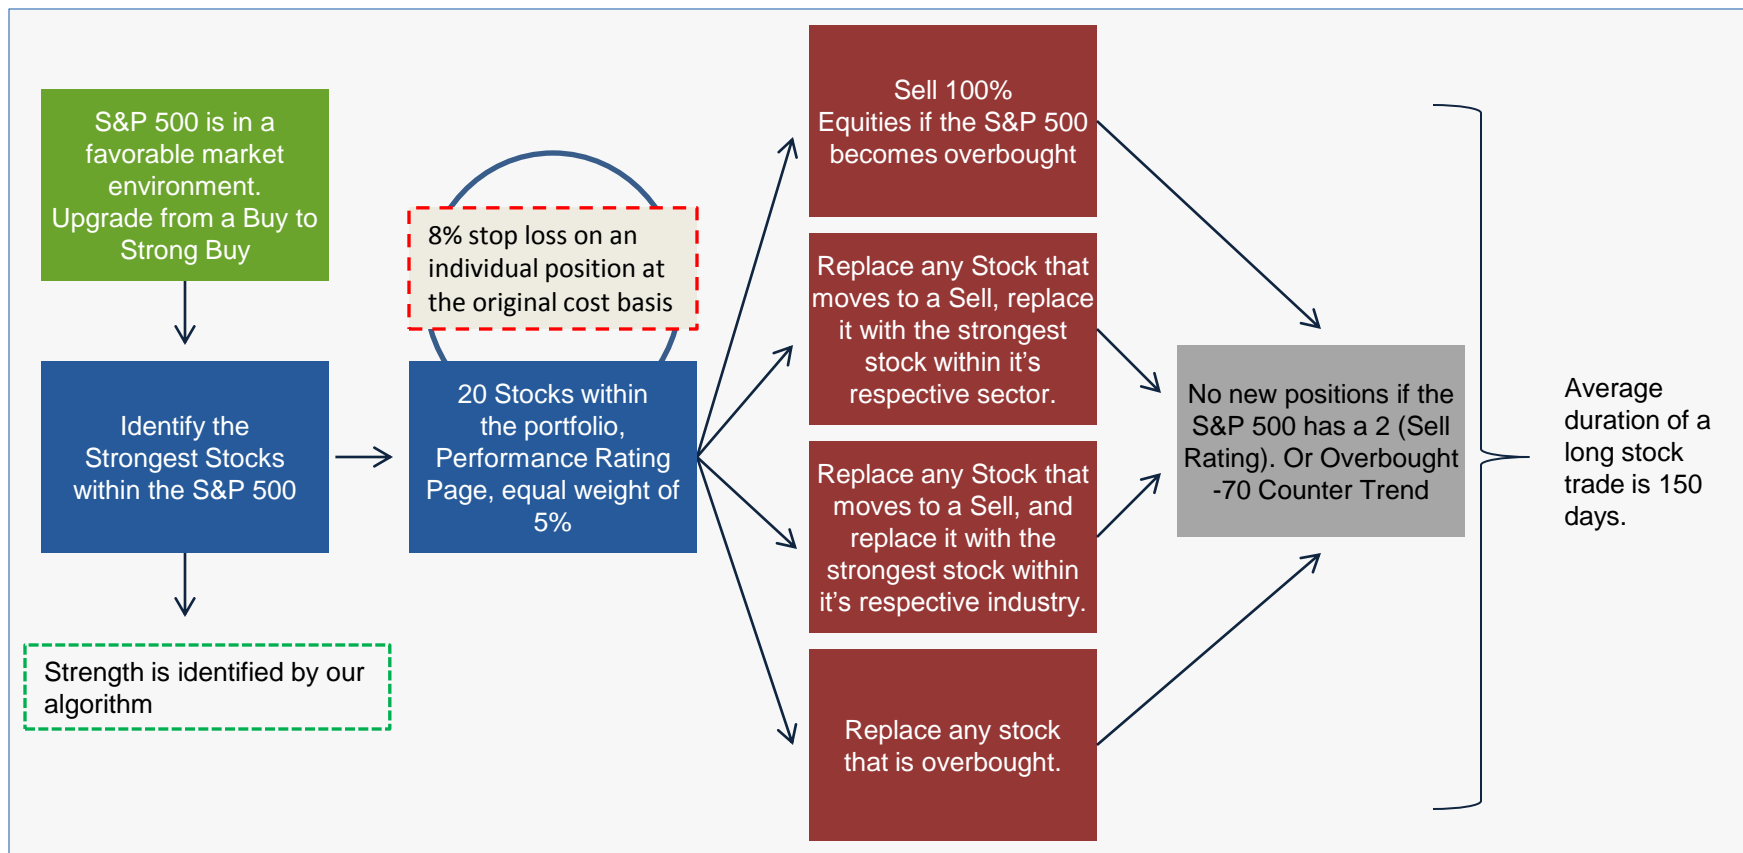 S&P 500 is in a
favorable market
environment.
Upgrade from a Buy to
Strong Buy
Identify the
Strongest Stocks
within the S&P 500
Strength is identified by our
algorithm
8% stop loss on an
individual position at
the original cost basis
20 Stocks within
the portfolio,
Performance Rating
Page, equal weight of
5%
Sell 100%
Equities if the S&P 500
becomes overbought
Replace any Stock that
moves to a Sell, replace
it with the strongest
stock within it’s
respective sector.
Replace any Stock that
moves to a Sell, and
replace it with the
strongest stock within
it’s respective industry.
Replace any stock
that is overbought.
No new positions if the
S&P 500 has a 2 (Sell
Rating). Or Overbought
-70 Counter Trend
Average
duration of a
long stock
trade is 150
days.